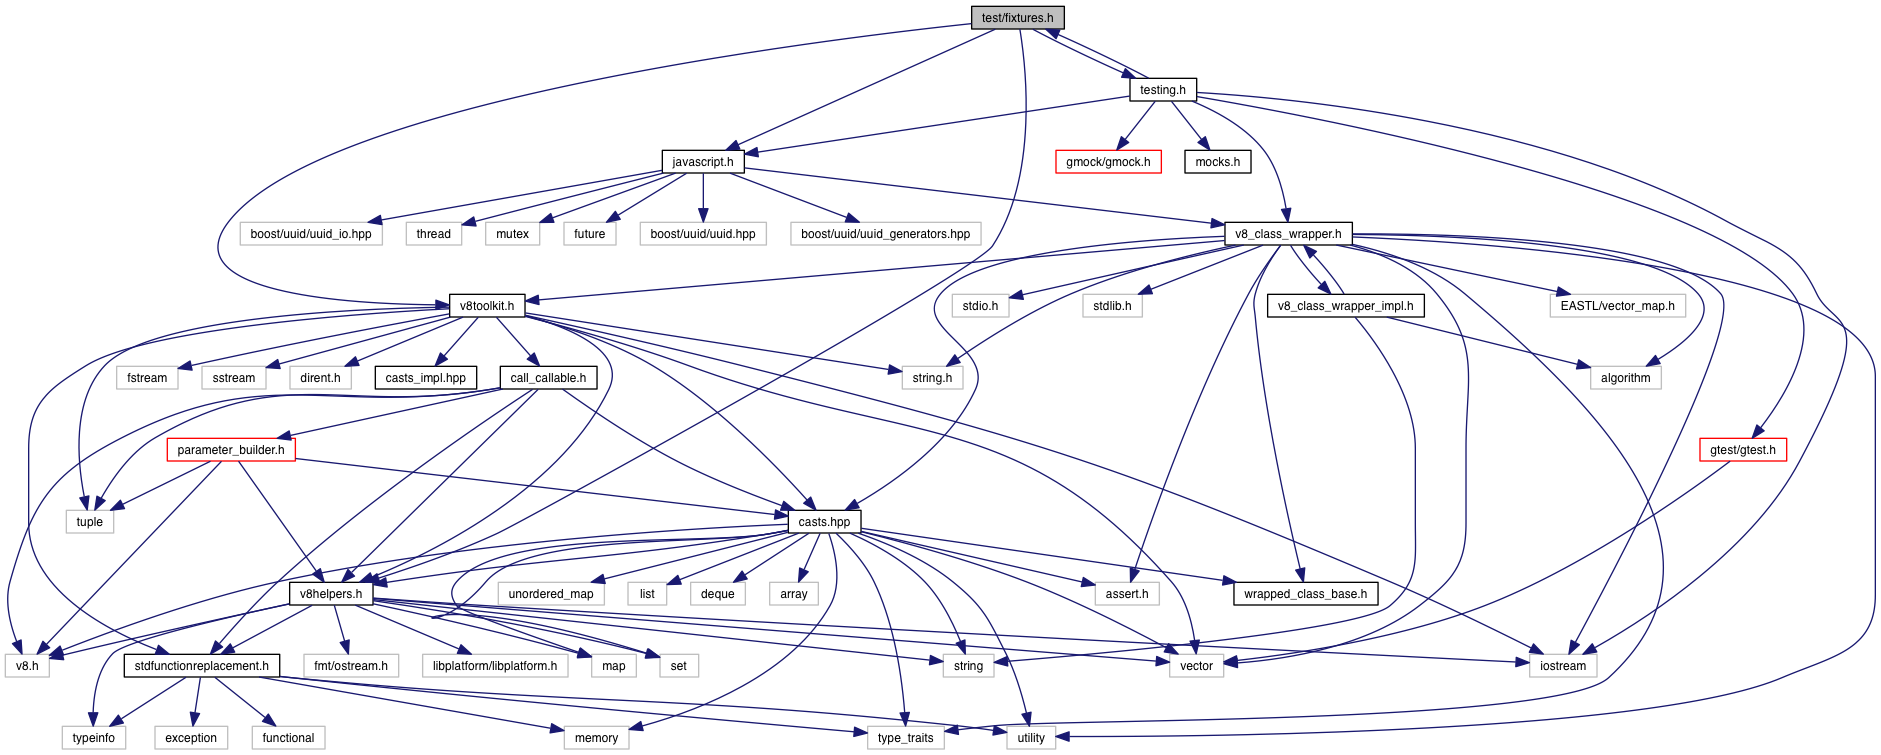 test/fixtures.h
testing.h
javascript.h
gmock/gmock.h
mocks.h
boost/uuid/uuid_io.hpp
thread
mutex
future
boost/uuid/uuid.hpp
boost/uuid/uuid_generators.hpp
v8_class_wrapper.h
v8toolkit.h
stdio.h
stdlib.h
v8_class_wrapper_impl.h
EASTL/vector_map.h
fstream
sstream
dirent.h
casts_impl.hpp
call_callable.h
string.h
algorithm
parameter_builder.h
gtest/gtest.h
tuple
casts.hpp
v8helpers.h
unordered_map
list
deque
array
assert.h
wrapped_class_base.h
v8.h
stdfunctionreplacement.h
fmt/ostream.h
libplatform/libplatform.h
map
set
string
vector
iostream
typeinfo
exception
functional
memory
type_traits
utility